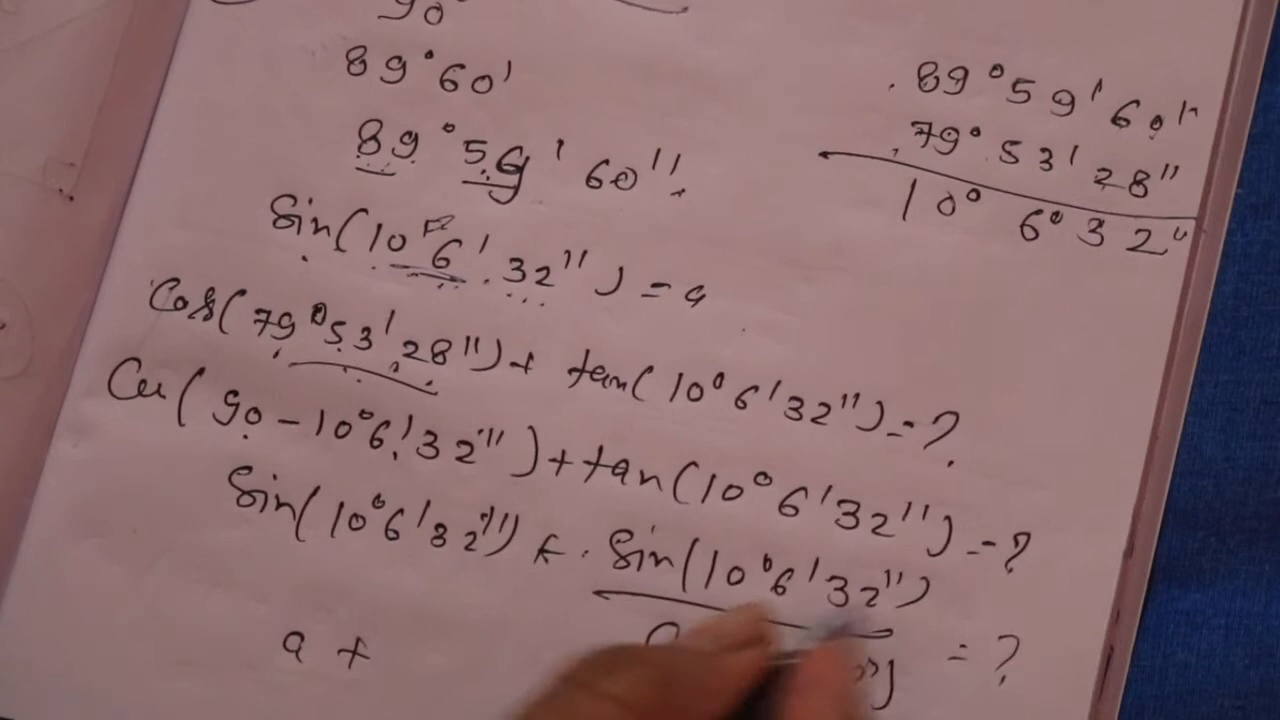 90°
89°60'
89°59'60''
Sin(10°6'32'') = a
Cos(79°53'28'') + tan(10°6'32'') = ?
Cos(90 - 10°6'32'') + tan(10°6'32'') = ?
Sin(10°6'32'') + Sin(10°6'32'')
= ?
a +
89°59'60''
79°53'28''
10° 6° 32''